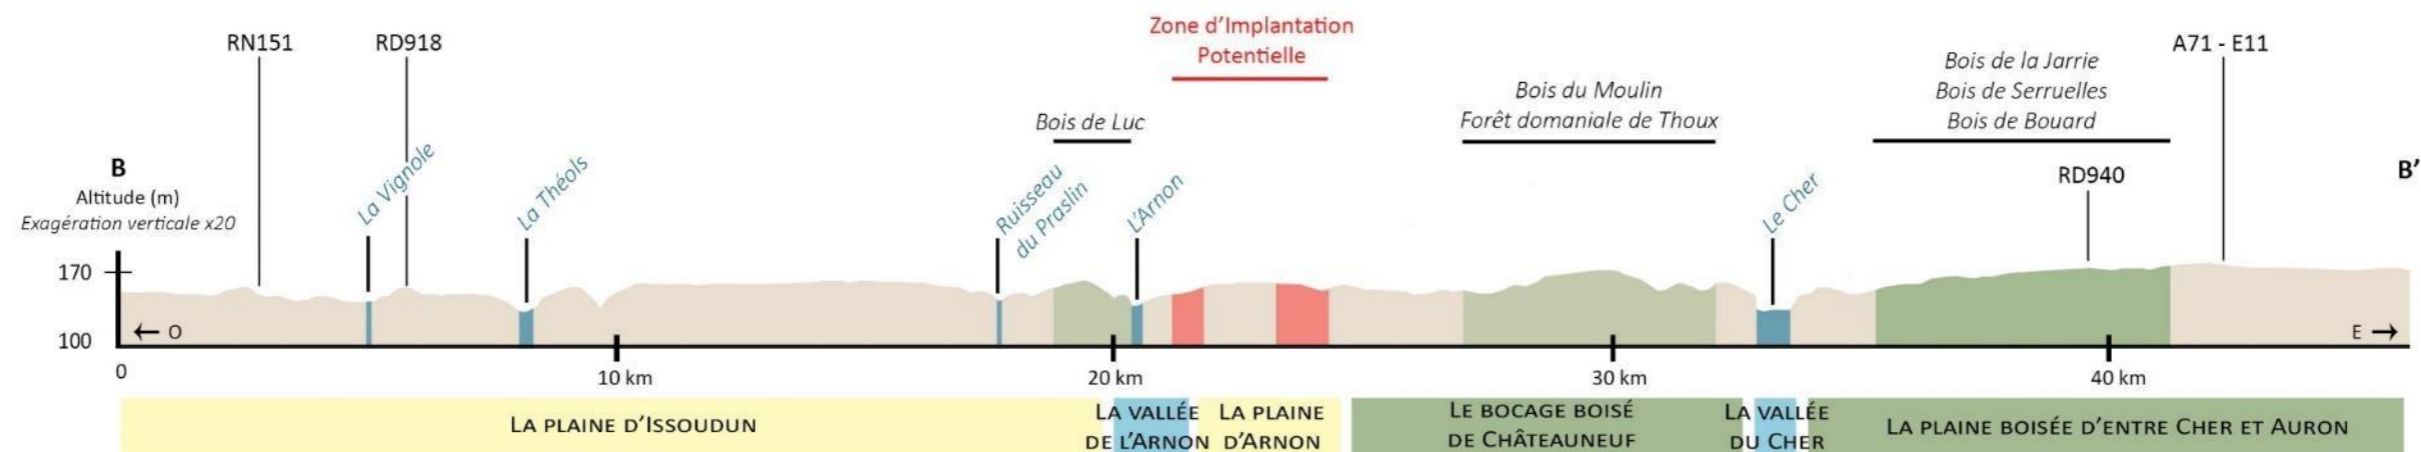 Zone d'Implantation
Potentielle
RN151
RD918
A71 - E11
Bois de la Jarrie
Bois de Serruelles
Bois de Bouard
Bois du Moulin
Forêt domaniale de Thoux
Bois de Luc
B
Altitude (m)
Exagération verticale x20
La Vignole
La Théols
Ruisseau
du Praslin
L'Arnon
Le Cher
RD940
B'
170
100
← O
E →
0
10 km
20 km
30 km
40 km
LA PLAINE D'ISSOUDUN
LA VALLÉE
DE L'ARNON
LA PLAINE
D'ARNON
LE BOCAGE BOISÉ
DE CHÂTEAUNEUF
LA VALLÉE
DU CHER
LA PLAINE BOISÉE D'ENTRE CHER ET AURON